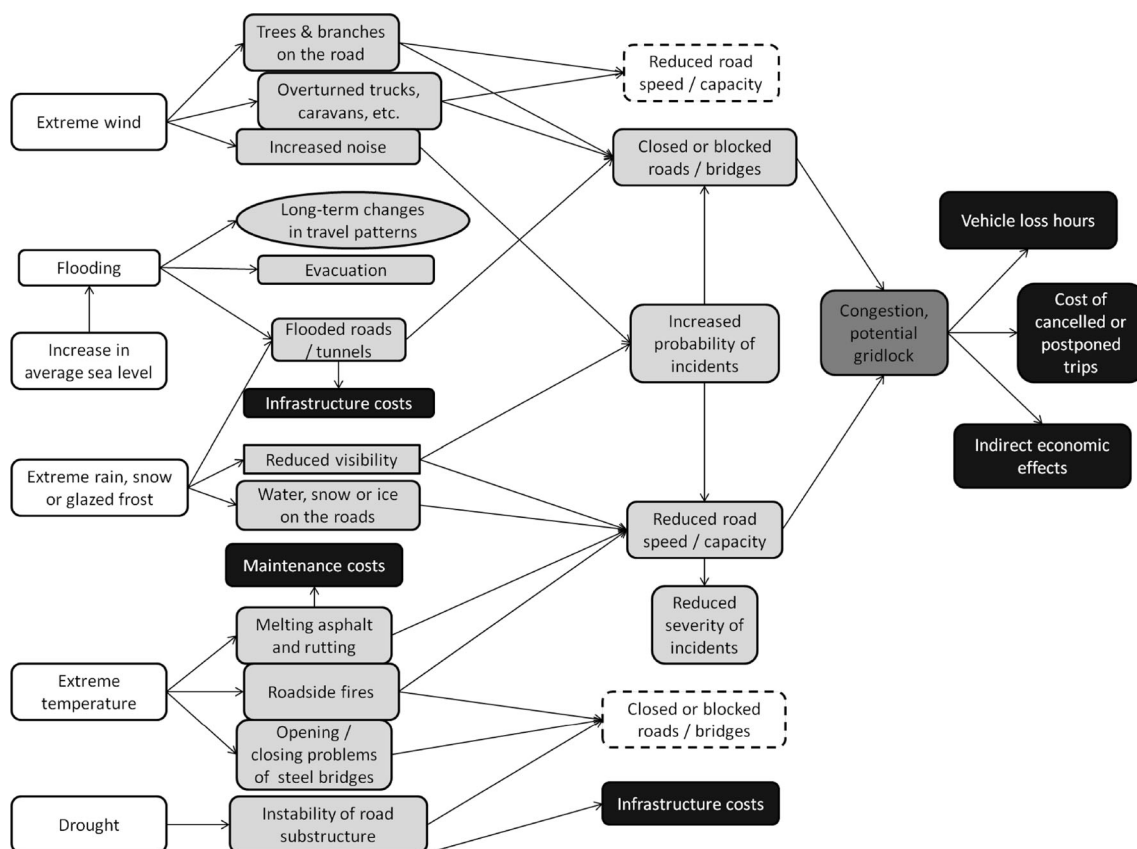 Trees & branches
on the road
Reduced road
speed / capacity
Overturned trucks,
caravans, etc.
Extreme wind
Increased noise
Closed or blocked
roads / bridges
Long-term changes
in travel patterns
Vehicle loss hours
Flooding
Evacuation
Increase in
average sea level
Flooded roads
/ tunnels
Increased
probability of
incidents
Congestion,
potential
gridlock
Cost of
cancelled or
postponed
trips
Infrastructure costs
Reduced visibility
Extreme rain, snow
or glazed frost
Water, snow or ice
on the roads
Indirect economic
effects
Reduced road
speed / capacity
Maintenance costs
Melting asphalt
and rutting
Reduced
severity of
incidents
Extreme
temperature
Roadside fires
Closed or blocked
roads / bridges
Opening /
closing problems
of steel bridges
Drought
Instability of road
substructure
Infrastructure costs